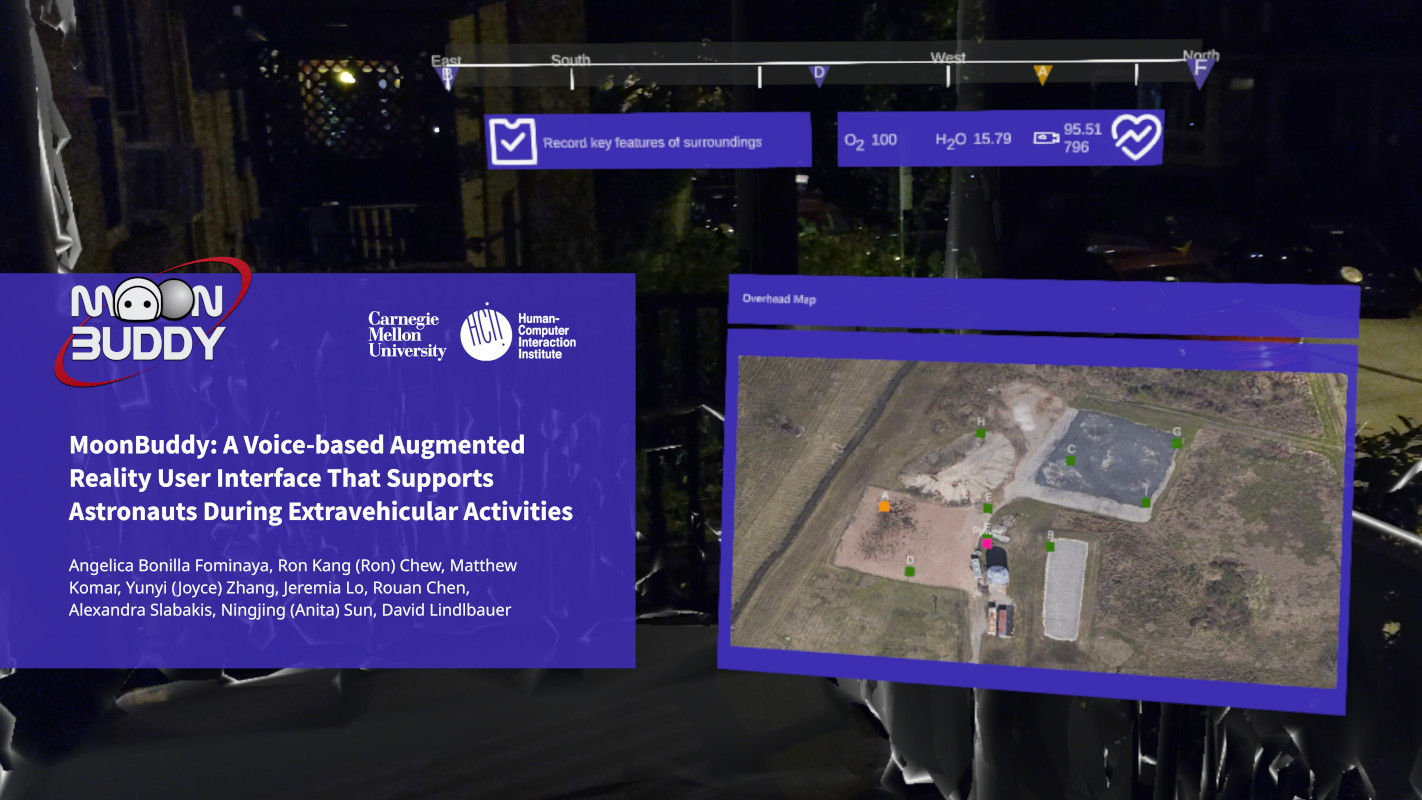 East
South
West
North
B
D
A
F
Record key features of surroundings
O2 100
H2O 15.79
95.51
796
MOON
BUDDY
Carnegie
Mellon
University
HCII
Human-
Computer
Interaction
Institute
MoonBuddy: A Voice-based Augmented
Reality User Interface That Supports
Astronauts During Extravehicular Activities
Angelica Bonilla Fominaya, Ron Kang (Ron) Chew, Matthew
Komar, Yunyi (Joyce) Zhang, Jeremia Lo, Rouan Chen,
Alexandra Slabakis, Ningjing (Anita) Sun, David Lindlbauer
Overhead Map
H
G
C
A
E
B
D